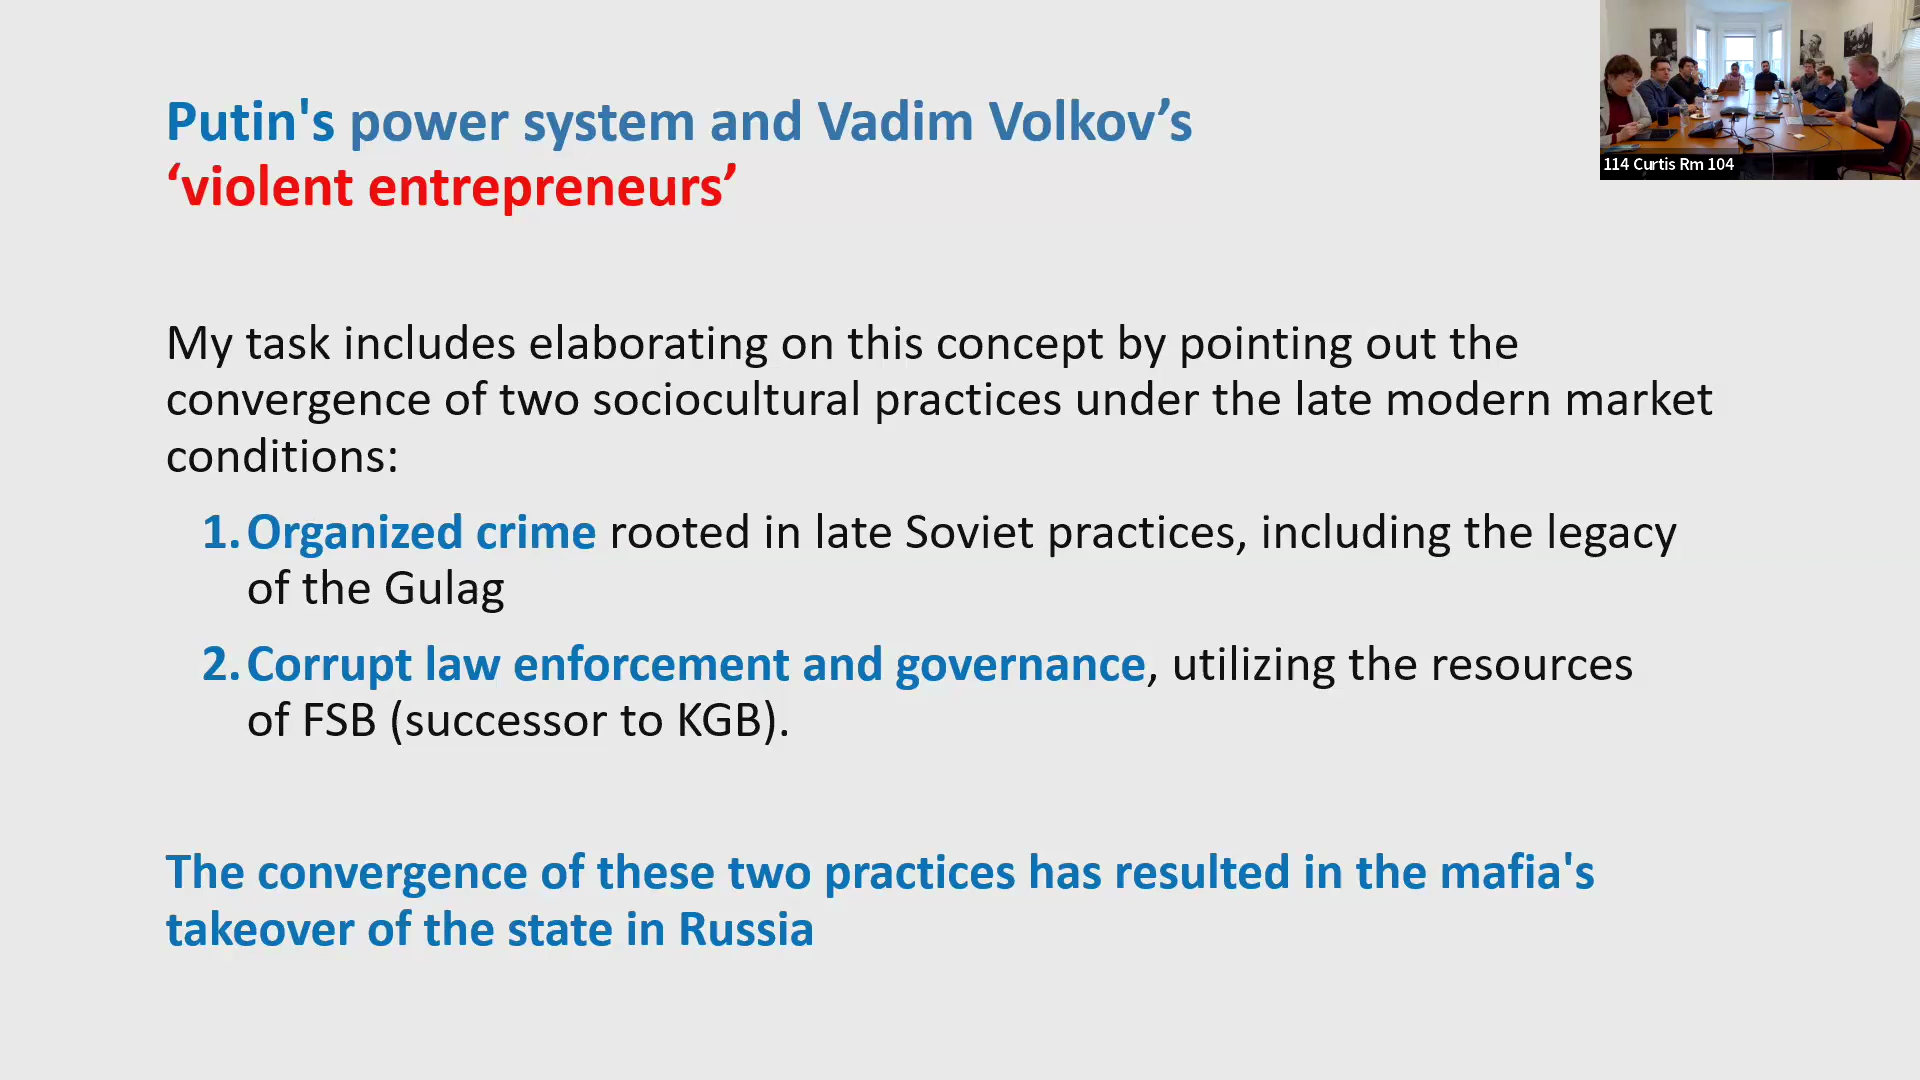 Putin's power system and Vadim Volkov’s
‘violent entrepreneurs’
114 Curtis Rm 104
My task includes elaborating on this concept by pointing out the
convergence of two sociocultural practices under the late modern market
conditions:
1. Organized crime rooted in late Soviet practices, including the legacy
of the Gulag
2. Corrupt law enforcement and governance, utilizing the resources
of FSB (successor to KGB).
The convergence of these two practices has resulted in the mafia's
takeover of the state in Russia